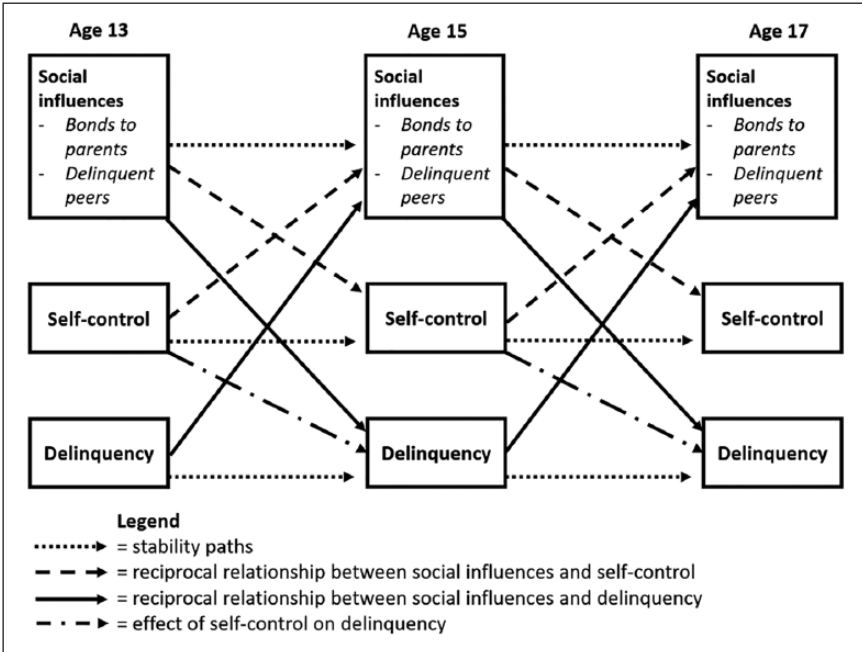 Age 13 Age 15 Age 17
Social
influences
- Bonds to
parents
- Delinquent
peers
Social
influences
- Bonds to
parents
- Delinquent
peers
Social
influences
- Bonds to
parents
- Delinquent
peers
Self-control
Self-control
Self-control
Delinquency
Delinquency
Delinquency
Legend
= stability paths
= reciprocal relationship between social influences and self-control
= reciprocal relationship between social influences and delinquency
= effect of self-control on delinquency